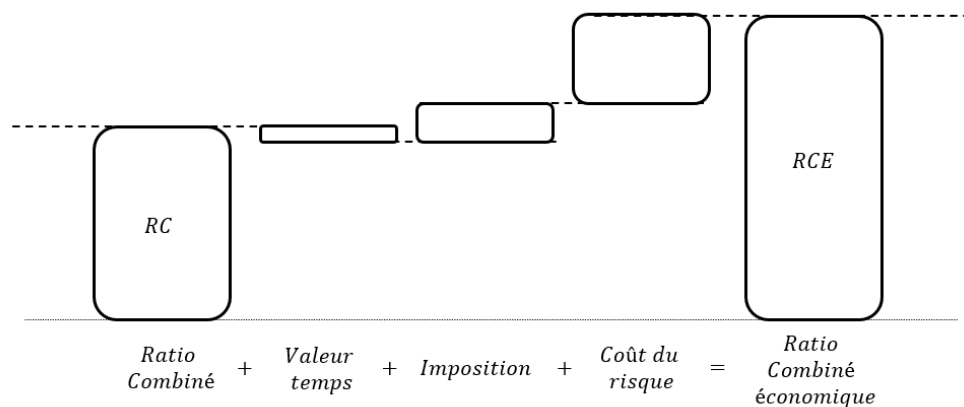 RC
RCE
Ratio
Combiné
+
Valeur
temps
+
Imposition
+
Coût du
risque
=
Ratio
Combiné
économique